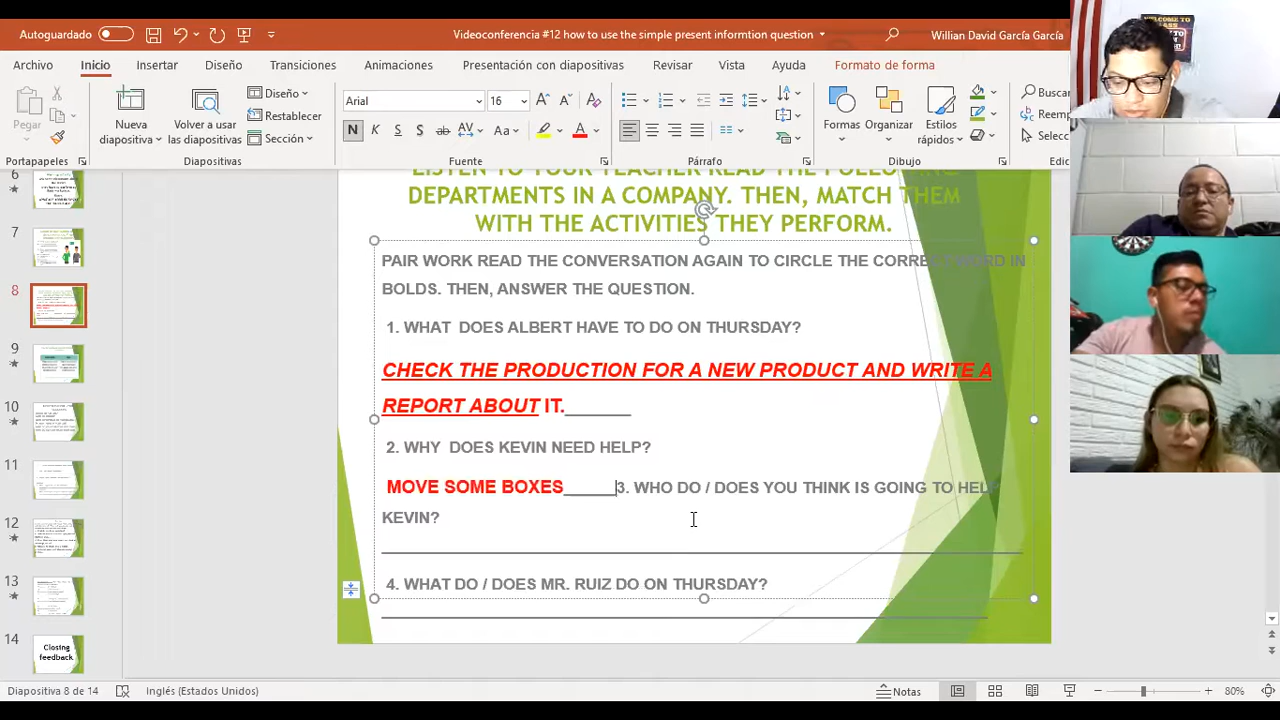 Autoguardado
Videoconferencia #12 how to use the simple present informtion question
Willian David García García
Archivo Inicio Insertar Diseño Transiciones Animaciones Presentación con diapositivas Revisar Vista Ayuda Formato de forma
Pegar
Portapapeles
Nueva diapositiva
Volver a usar las diapositivas
Diseño
Restablecer
Sección
Diapositivas
Arial 16
N K S S ab AV Aa A
Fuente
Párrafo
Formas Organizar Estilos rápidos
Dibujo
Buscar
Reemp
Selecc
Edi
WELCOME TO
CLASS
6
7
8
9
10
11
12
13
14
Closing
feedback
LISTEN TO YOUR TEACHER READ THE FOLLOWING
DEPARTMENTS IN A COMPANY. THEN, MATCH THEM
WITH THE ACTIVITIES THEY PERFORM.
PAIR WORK READ THE CONVERSATION AGAIN TO CIRCLE THE CORRECT WORD IN
BOLDS. THEN, ANSWER THE QUESTION.
1. WHAT  DOES ALBERT HAVE TO DO ON THURSDAY?
CHECK THE PRODUCTION FOR A NEW PRODUCT AND WRITE A
REPORT ABOUT IT.______
2. WHY  DOES KEVIN NEED HELP?
MOVE SOME BOXES______3. WHO DO / DOES YOU THINK IS GOING TO HELP
KEVIN?
4. WHAT DO / DOES MR. RUIZ DO ON THURSDAY?
Diapositiva 8 de 14
Inglés (Estados Unidos)
Notas
80%